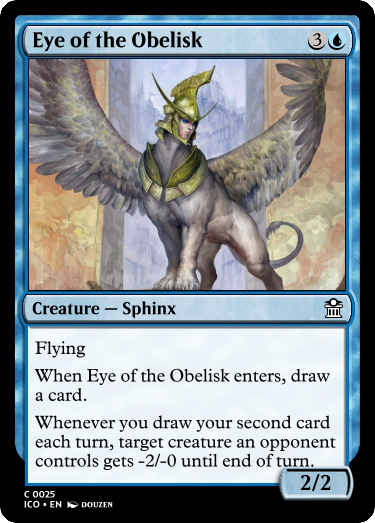 Eye of the Obelisk 3
Creature — Sphinx
Flying
When Eye of the Obelisk enters, draw
a card.
Whenever you draw your second card
each turn, target creature an opponent
controls gets -2/-0 until end of turn.
2/2
C 0025
ICO • EN DOUZEN